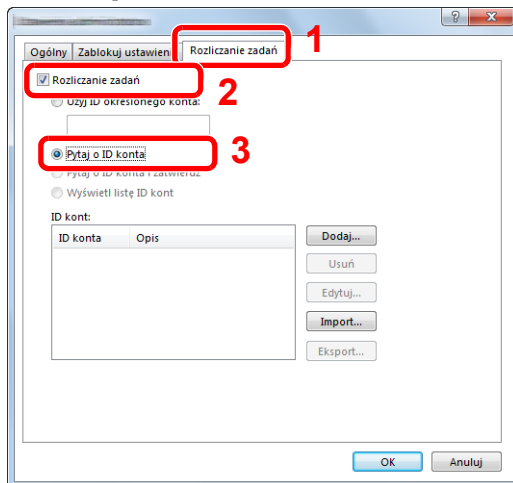 1
Ogólny Zablokuj ustawieni Rozliczanie zadań
Rozliczanie zadań
2
Użyj ID określonego konta:
Pytaj o ID konta
3
Pytaj o ID konta i zatwierdź
Wyświetl listę ID kont
ID kont:
ID konta Opis
Dodaj...
Usuń
Edytuj...
Import...
Eksport...
OK Anuluj